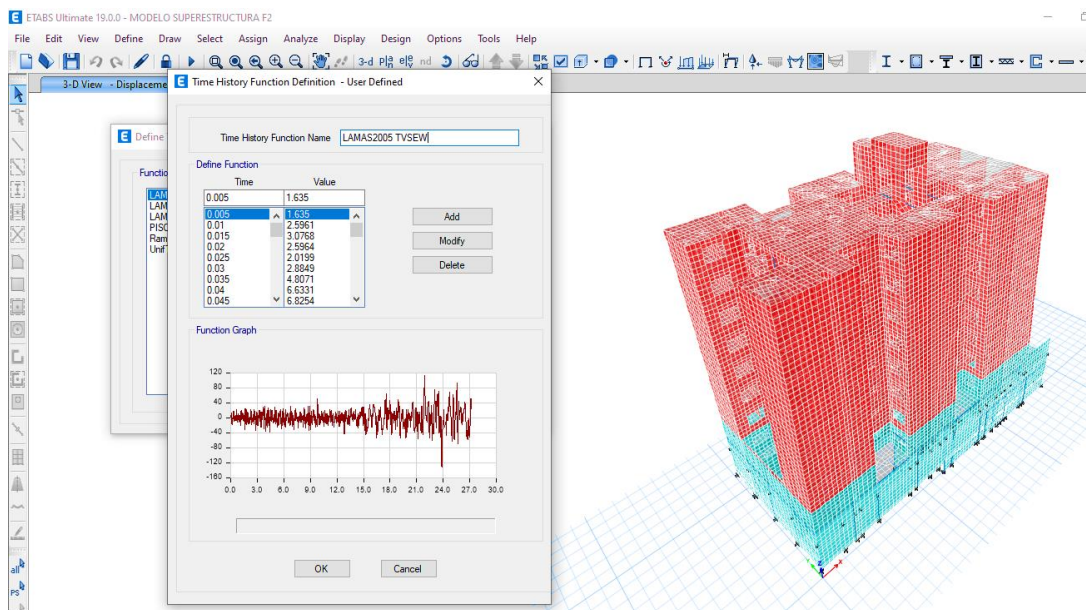 ETABS Ultimate 19.0.0 - MODELO SUPERESTRUCTURA F2
File Edit View Define Draw Select Assign Analyze Display Design Options Tools Help
3-d
nd
3-D View - Displaceme
Time History Function Definition - User Defined
Define
Time History Function Name LAMAS2005 TVSEW
Functio
Define Function
Time Value
0.005 1.635
LAM
LAM
LAM
PISC
Ram
UnifT
0.005 1.635
0.01 2.5961
0.015 3.0768
0.02 2.5964
0.025 2.0199
0.03 2.8849
0.035 4.8071
0.04 6.6331
0.045 6.8254
Add
Modify
Delete
Function Graph
120
80
40
0
-40
-80
-120
-160
0.0 3.0 6.0 9.0 12.0 15.0 18.0 21.0 24.0 27.0 30.0
OK Cancel
all
PS